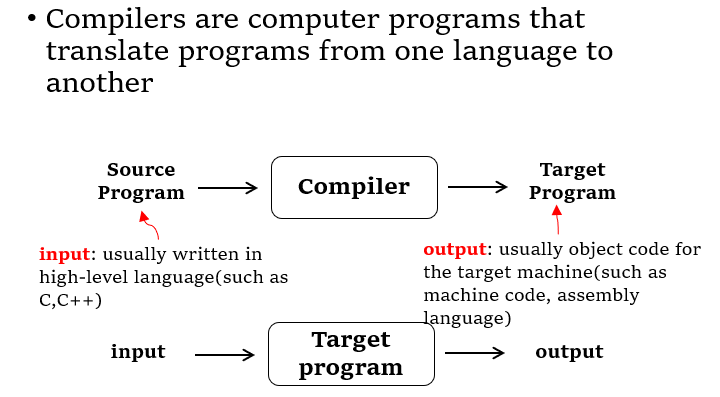 • Compilers are computer programs that
translate programs from one language to
another
Source
Program
Compiler
Target
Program
input: usually written in
high-level language(such as
C,C++)
output: usually object code for
the target machine(such as
machine code, assembly
language)
input
Target
program
output